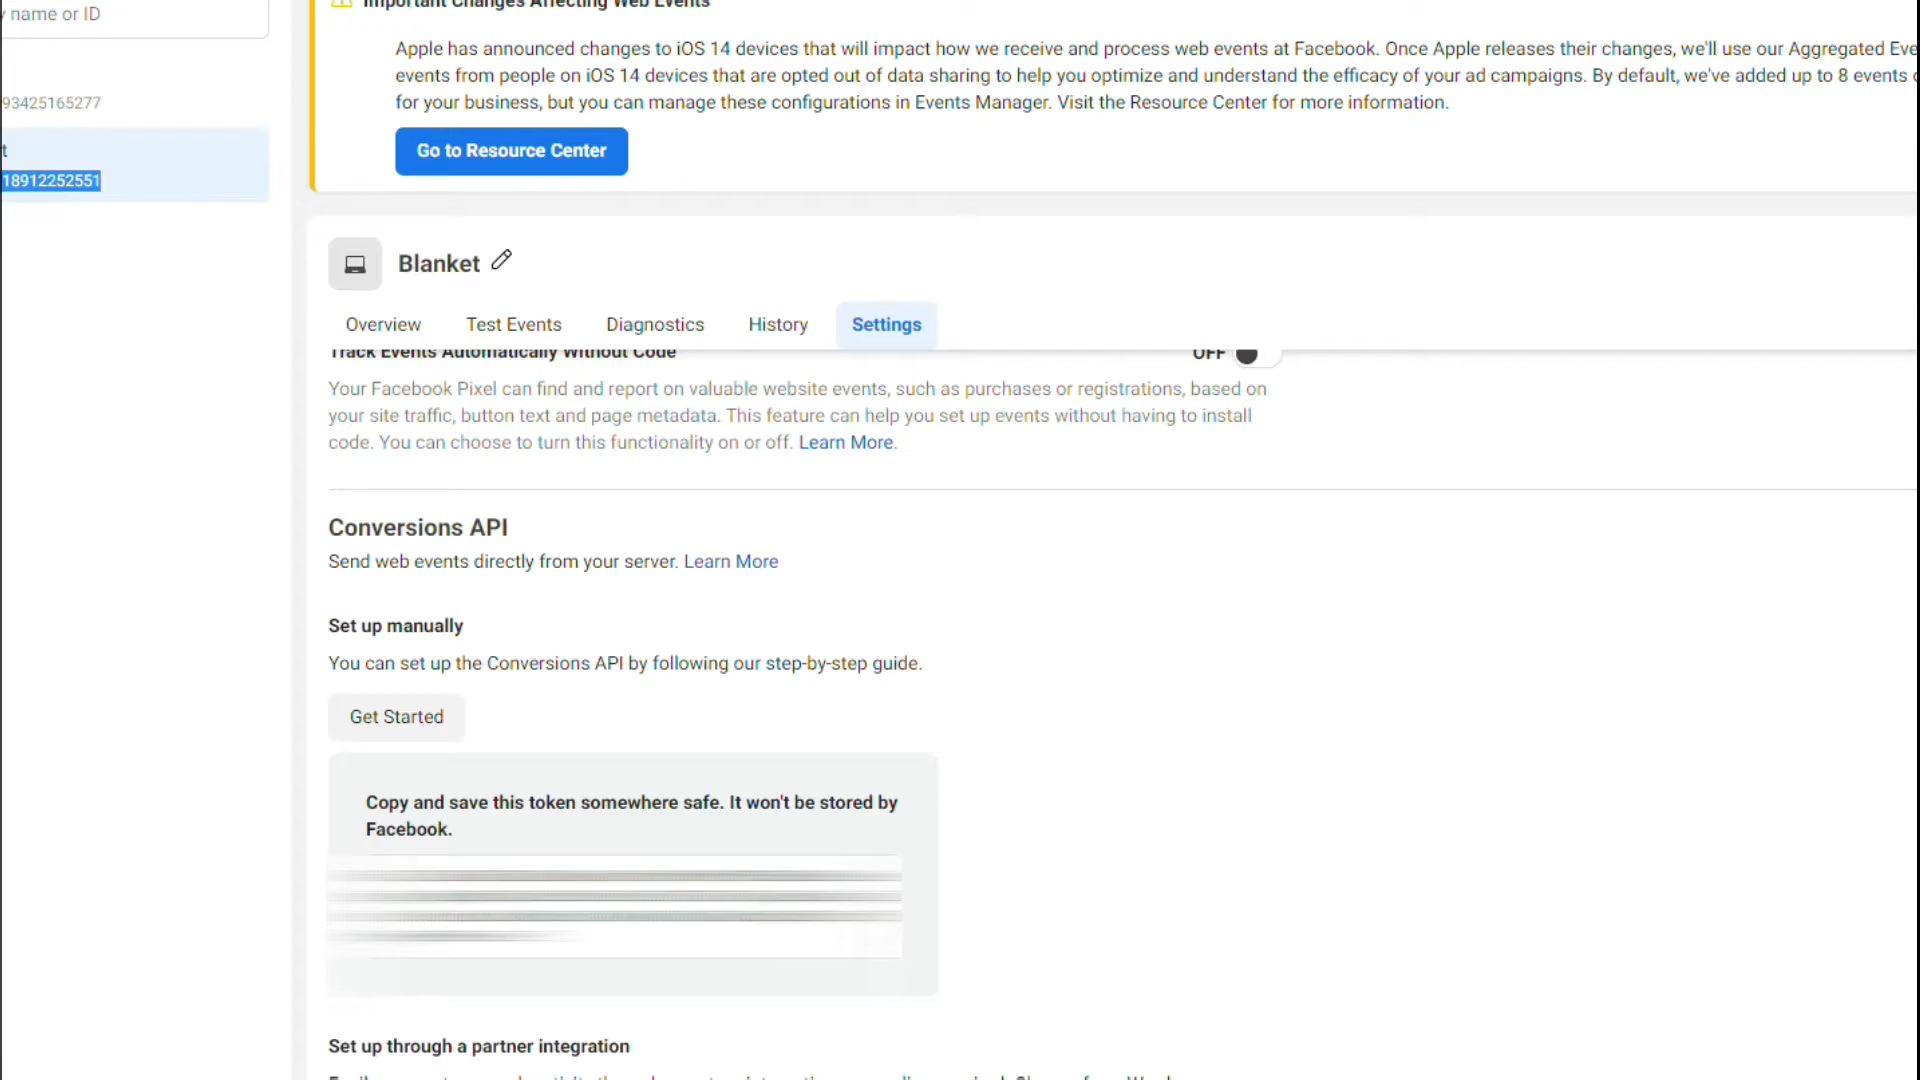 y name or ID
93425165277
t
18912252551
Important Changes Affecting Web Events
Apple has announced changes to iOS 14 devices that will impact how we receive and process web events at Facebook. Once Apple releases their changes, we'll use our Aggregated Eve
events from people on iOS 14 devices that are opted out of data sharing to help you optimize and understand the efficacy of your ad campaigns. By default, we've added up to 8 events
for your business, but you can manage these configurations in Events Manager. Visit the Resource Center for more information.
Go to Resource Center
Blanket
Overview
Test Events
Diagnostics
History
Settings
Track Events Automatically Without Code
OFF
Your Facebook Pixel can find and report on valuable website events, such as purchases or registrations, based on
your site traffic, button text and page metadata. This feature can help you set up events without having to install
code. You can choose to turn this functionality on or off. Learn More.
Conversions API
Send web events directly from your server. Learn More
Set up manually
You can set up the Conversions API by following our step-by-step guide.
Get Started
Copy and save this token somewhere safe. It won't be stored by
Facebook.
Set up through a partner integration